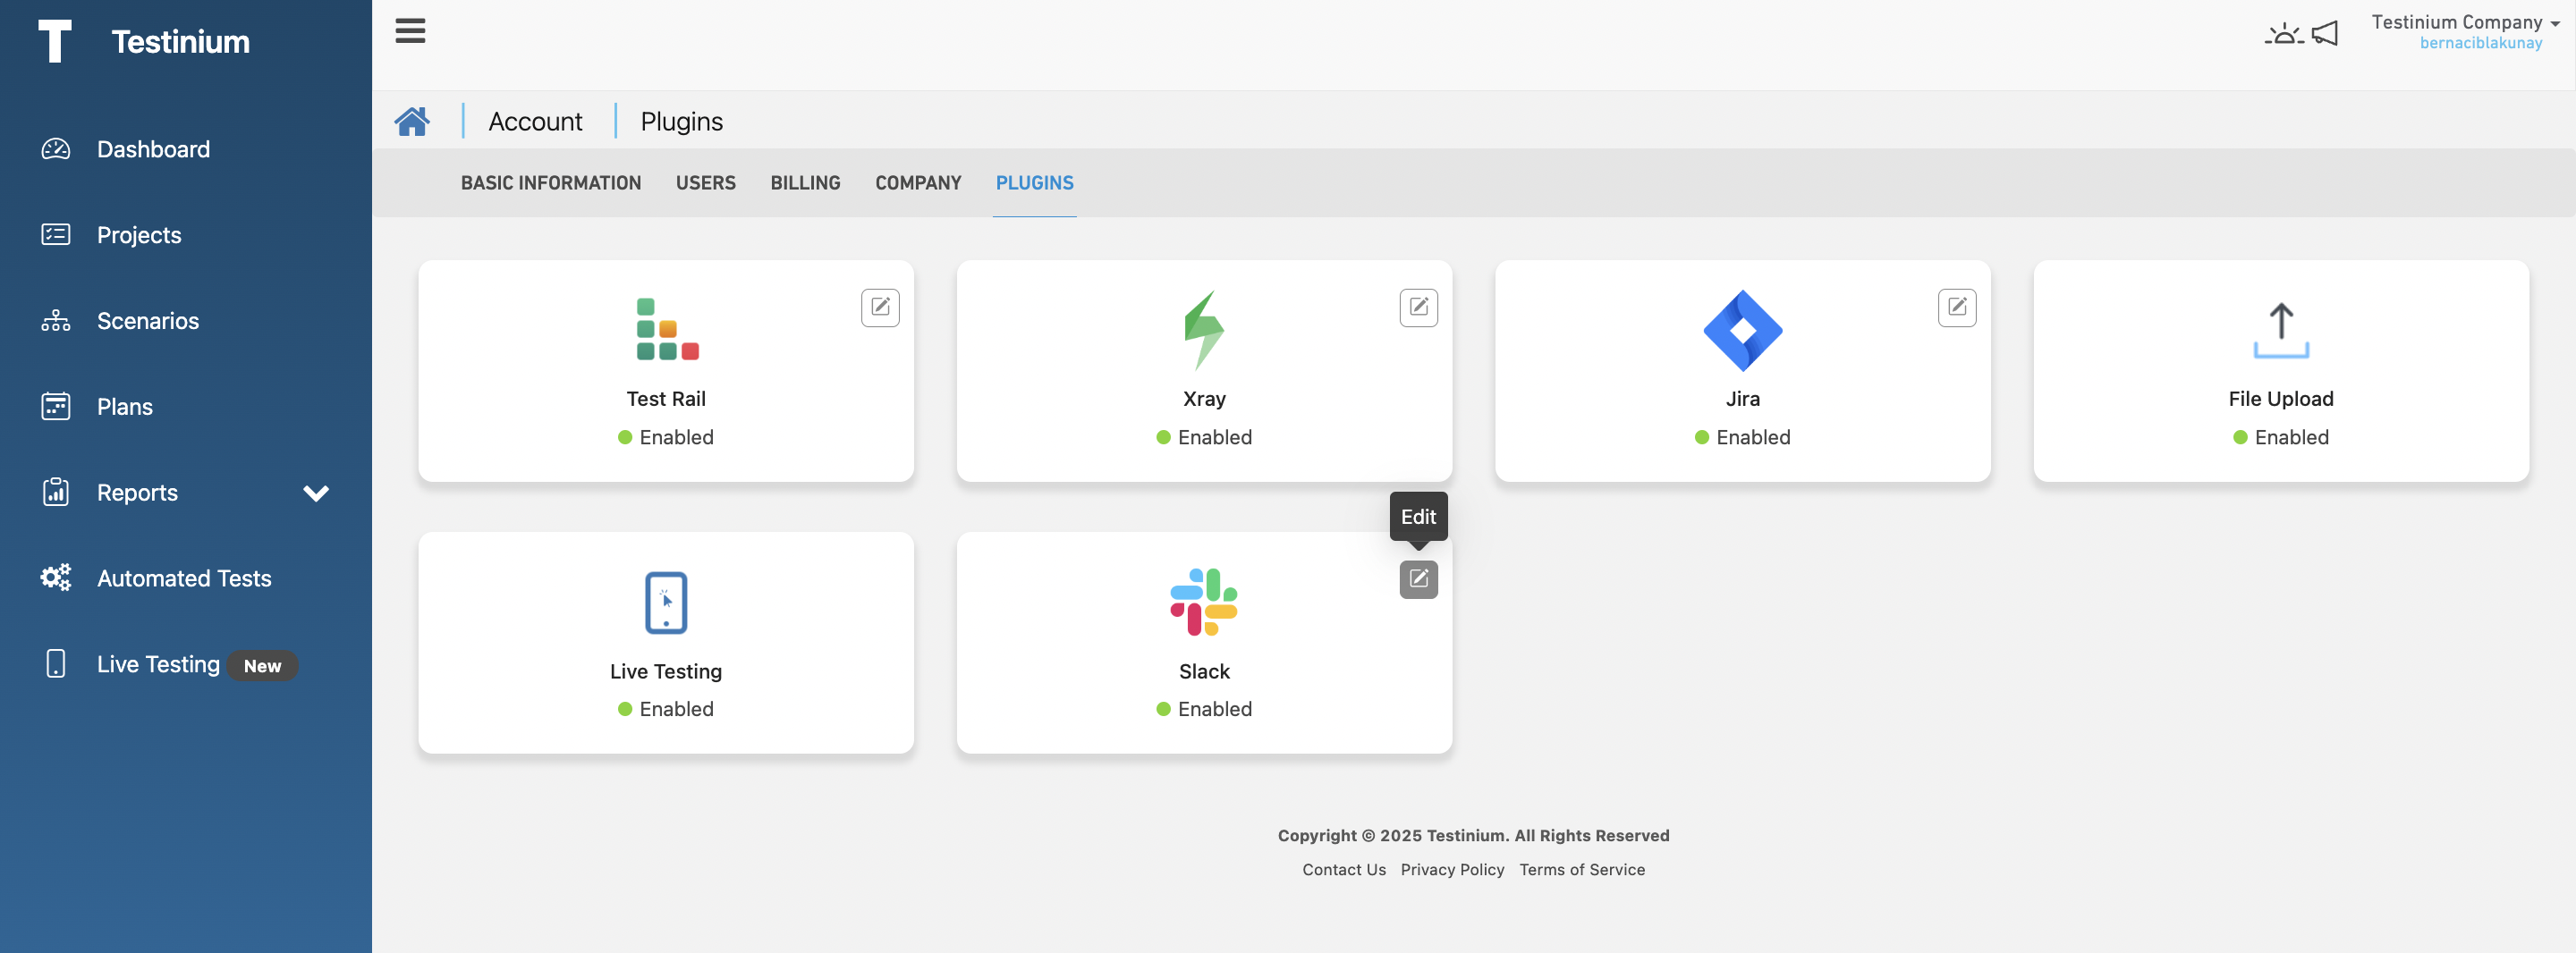 T Testinium
Testinium Company
bernaciblakunay
Dashboard
Projects
Scenarios
Plans
Reports
Automated Tests
Live Testing New
Account Plugins
BASIC INFORMATION USERS BILLING COMPANY PLUGINS
Test Rail
Enabled
Xray
Enabled
Jira
Enabled
File Upload
Enabled
Edit
Live Testing
Enabled
Slack
Enabled
Copyright © 2025 Testinium. All Rights Reserved
Contact Us Privacy Policy Terms of Service